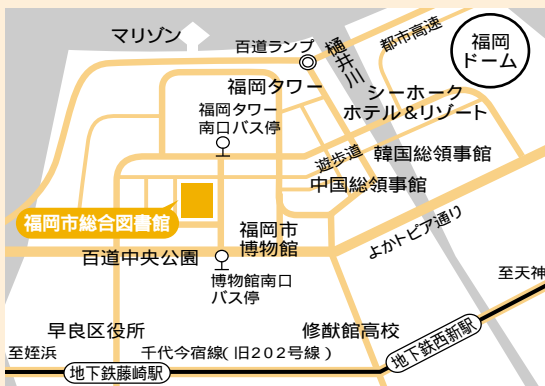 マリゾン
百道ランプ
樋井川
都市高速
福岡
ドーム
福岡タワー
シーホーク
ホテル&リゾート
福岡タワー
南口バス停
遊歩道
韓国総領事館
中国総領事館
福岡市総合図書館
福岡市
博物館
よかトピア通り
百道中央公園
博物館南口
バス停
至天神
早良区役所
修猷館高校
地下鉄西新駅
至姪浜
千代今宿線(旧202号線)
地下鉄藤崎駅